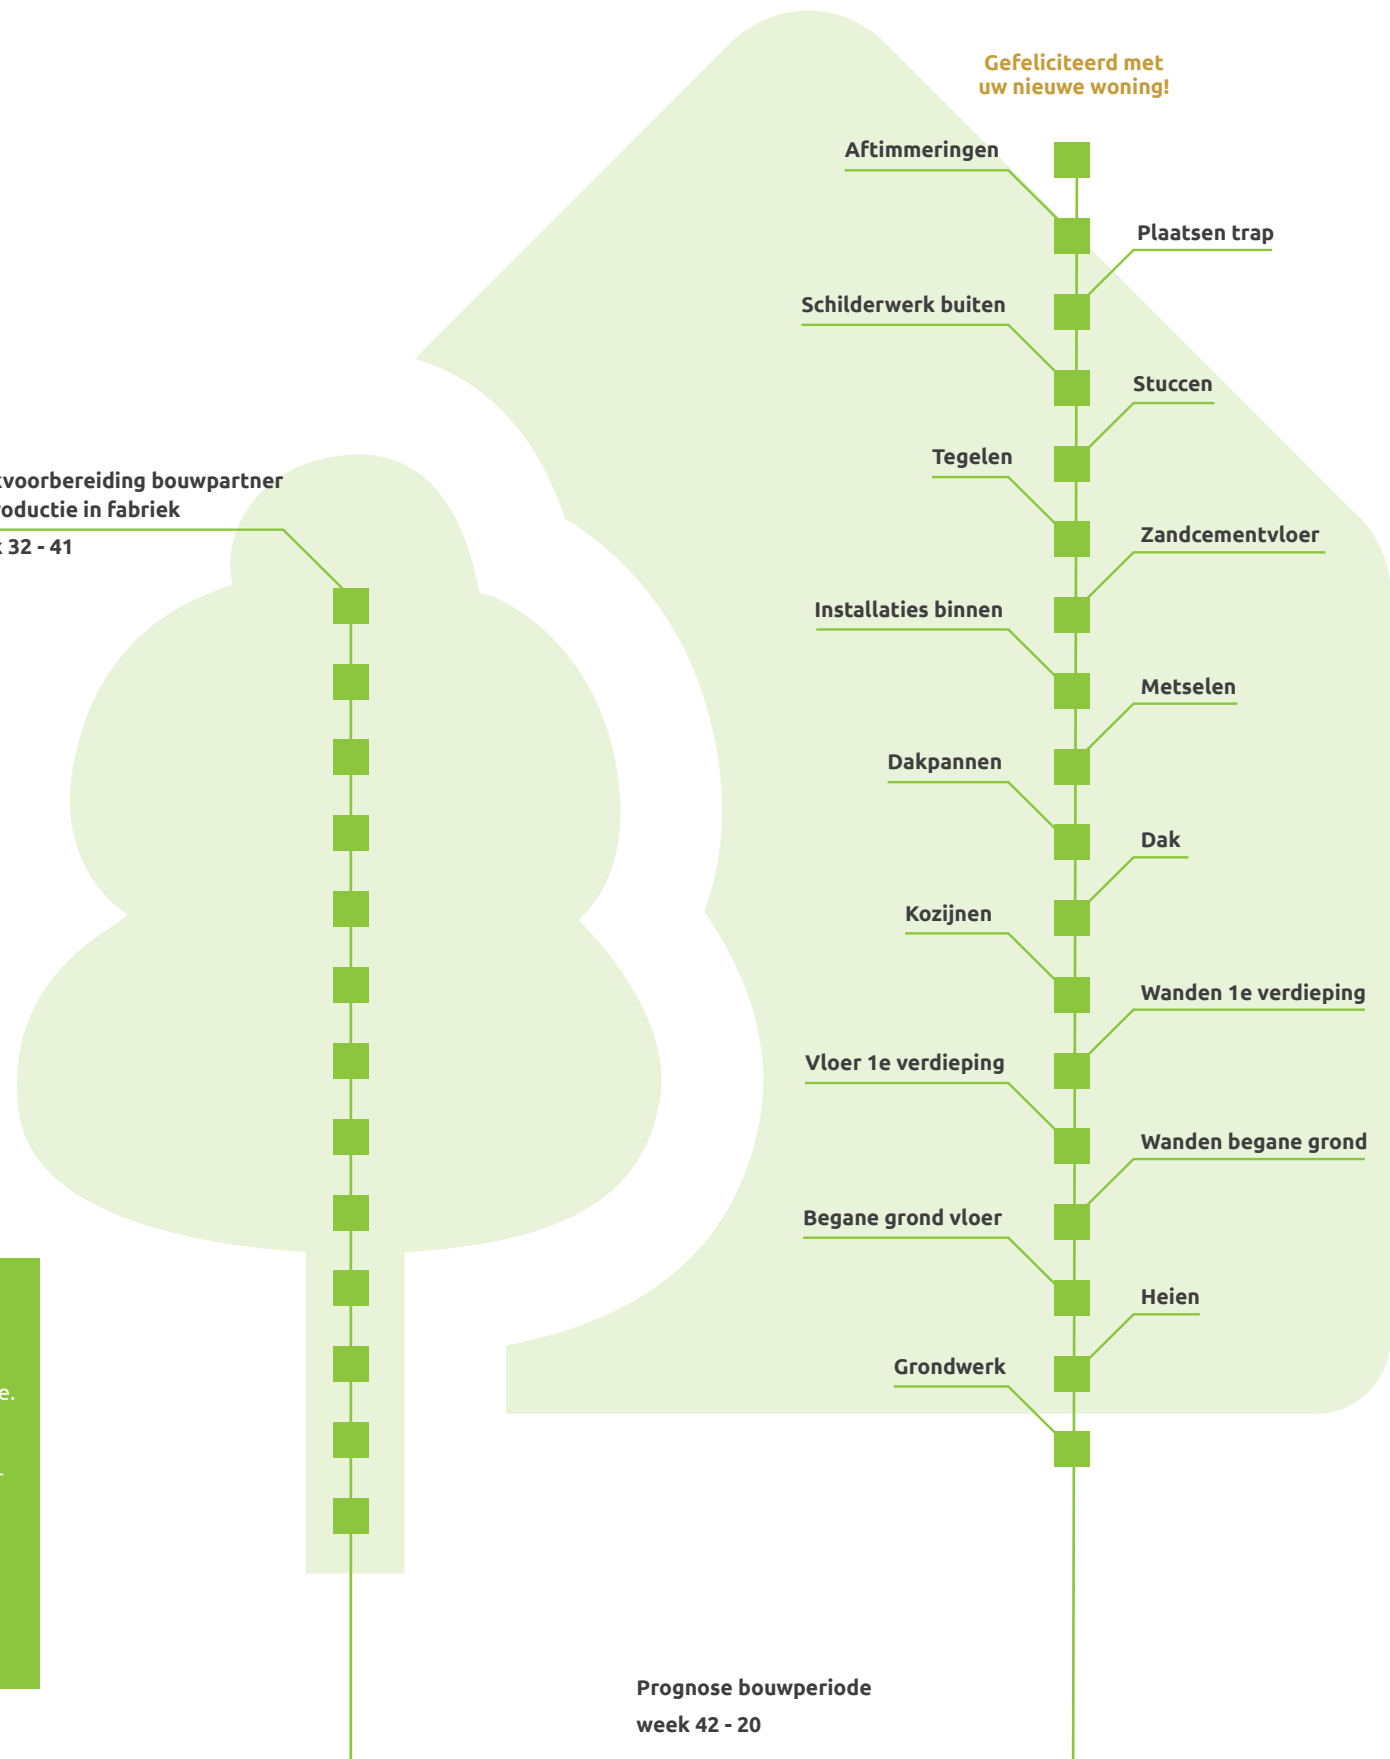 Gefeliciteerd met
uw nieuwe woning!
Aftimmeringen
Plaatsen trap
Schilderwerk buiten
Stuccen
Tegelen
Zandcementvloer
Installaties binnen
Metselen
Dakpannen
Dak
Kozijnen
Wanden 1e verdieping
Vloer 1e verdieping
Wanden begane grond
Begane grond vloer
Heien
Grondwerk
bouwpartner
in fabriek
32 - 41
Prognose bouwperiode
week 42 - 20